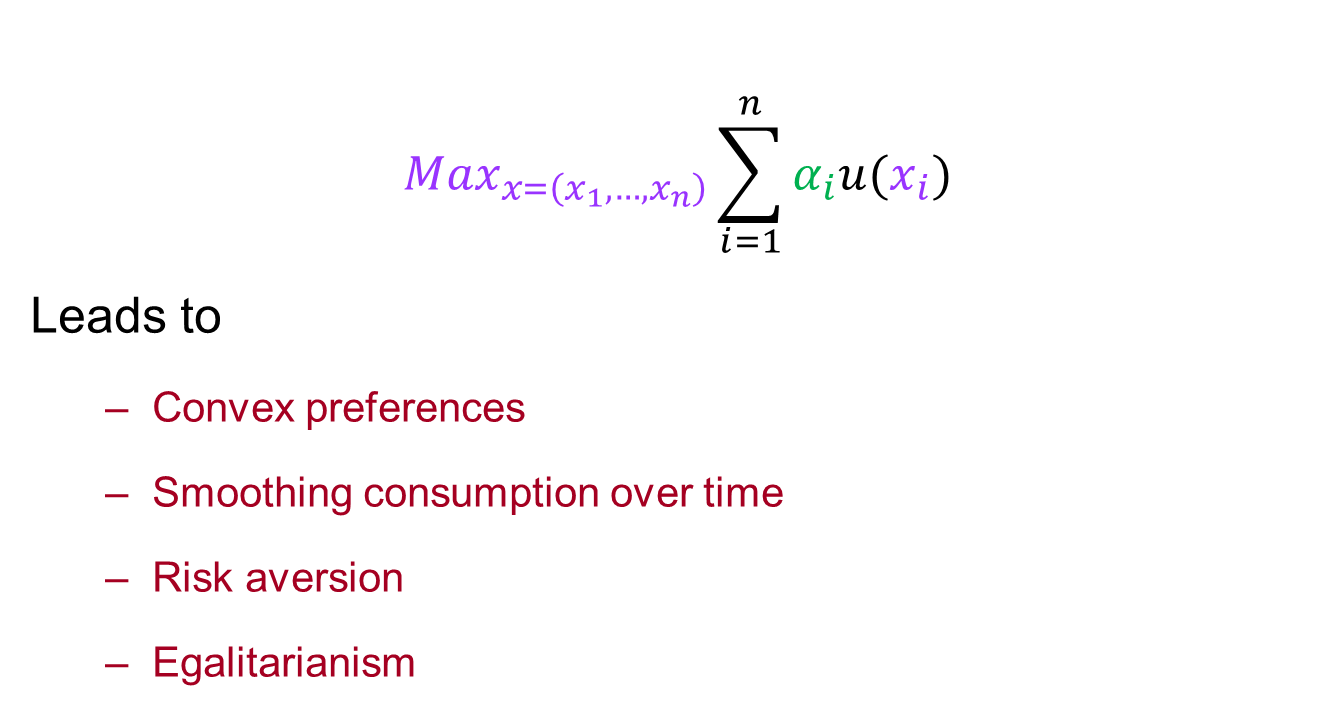 n
Max_{x=(x_1,...,x_n)} ∑ α_i u(x_i)
i=1
Leads to
– Convex preferences
– Smoothing consumption over time
– Risk aversion
– Egalitarianism